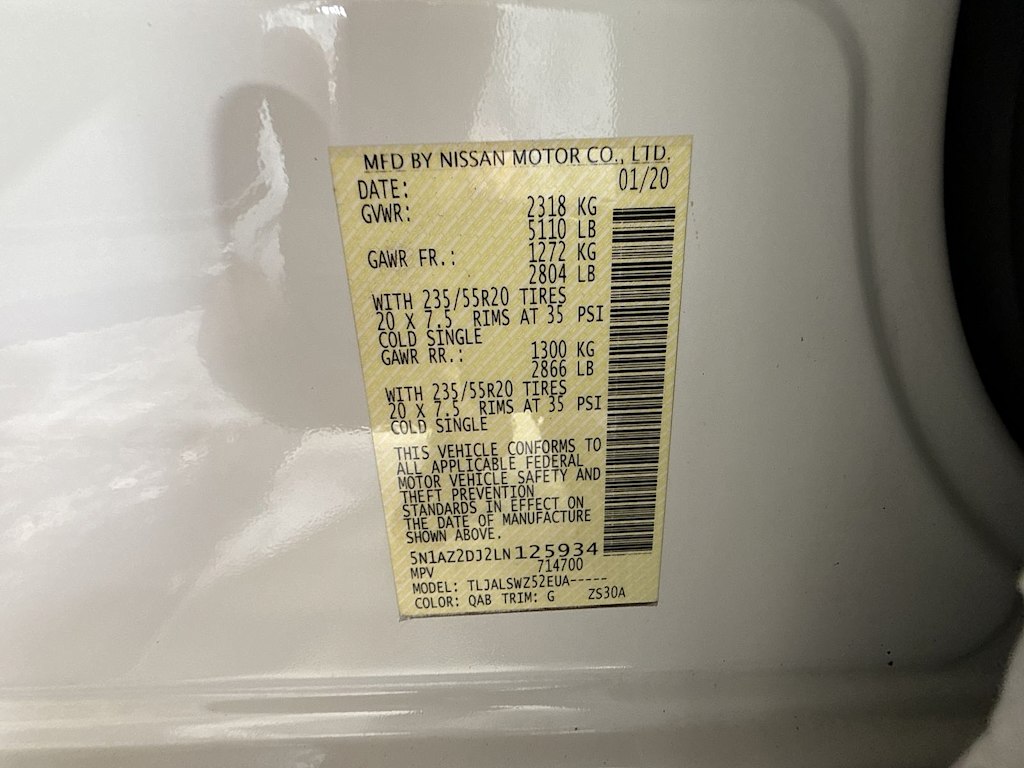 MFD BY NISSAN MOTOR CO., LTD.
DATE: 01/20
GVWR: 2318 KG
5110 LB
GAWR FR.: 1272 KG
2804 LB
WITH 235/55R20 TIRES
20 X 7.5 RIMS AT 35 PSI
COLD SINGLE
GAWR RR.: 1300 KG
2866 LB
WITH 235/55R20 TIRES
20 X 7.5 RIMS AT 35 PSI
COLD SINGLE
THIS VEHICLE CONFORMS TO
ALL APPLICABLE FEDERAL
MOTOR VEHICLE SAFETY AND
THEFT PREVENTION
STANDARDS IN EFFECT ON
THE DATE OF MANUFACTURE
SHOWN ABOVE.
5N1AZ2DJ2LN125934
MPV 714700
MODEL: TLJALSWZ52EUA-----
COLOR: QAB TRIM: G ZS30A